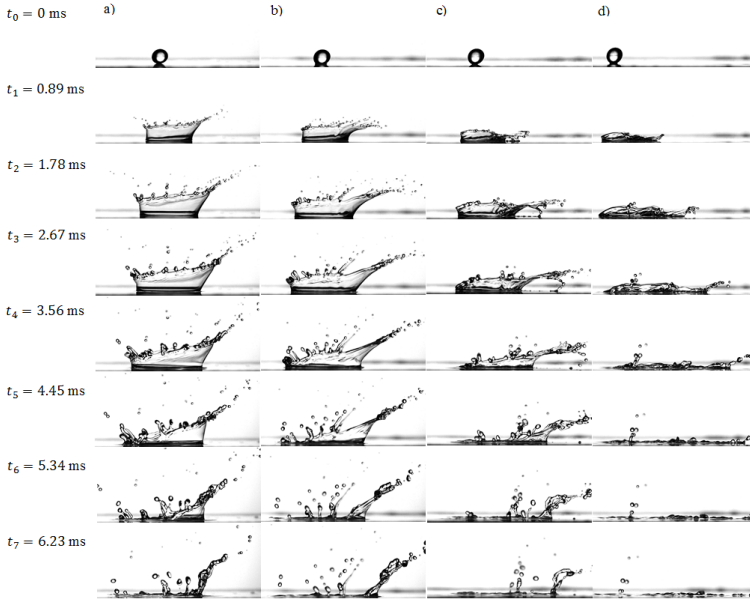 t₀ = 0 ms a) b) c) d)
t₁ = 0.89 ms
t₂ = 1.78 ms
t₃ = 2.67 ms
t₄ = 3.56 ms
t₅ = 4.45 ms
t₆ = 5.34 ms
t₇ = 6.23 ms